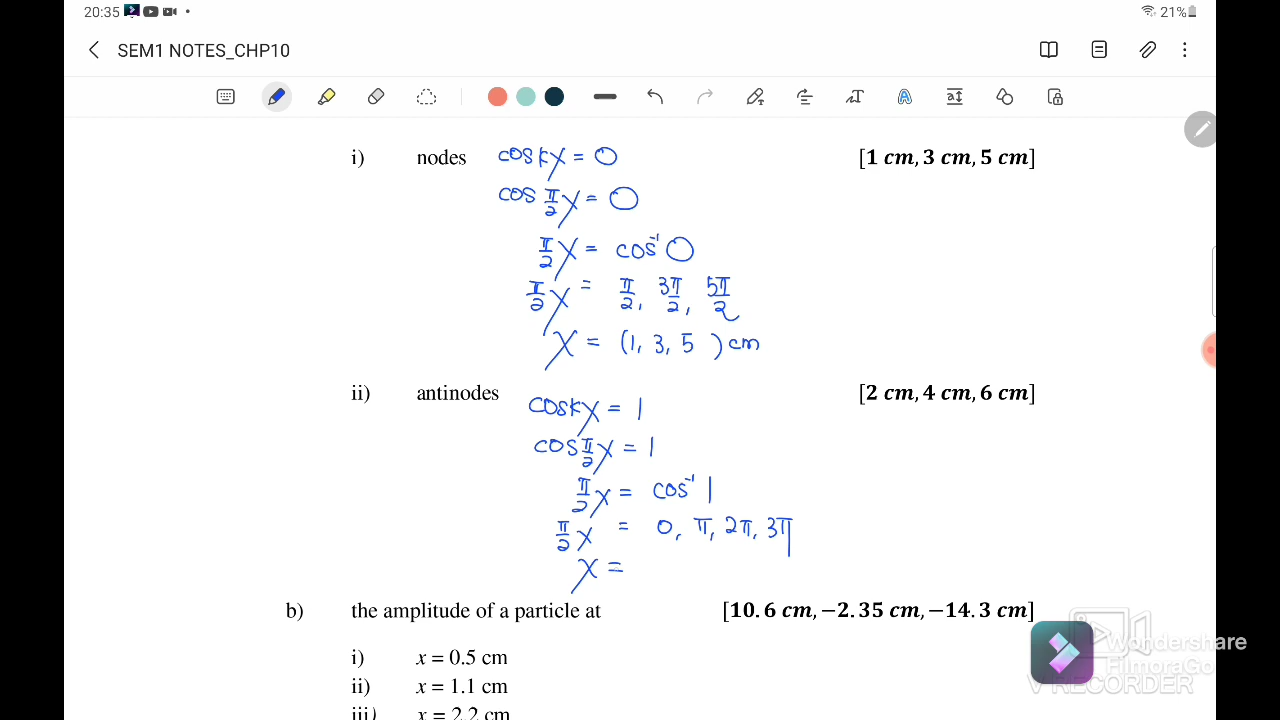 20:35 21%
SEM1 NOTES_CHP10
i) nodes cos kx = 0 [1 cm, 3 cm, 5 cm]
cos π/2 x = 0
π/2 x = cos⁻¹ 0
π/2 x = π/2, 3π/2, 5π/2
x = (1, 3, 5 ) cm
ii) antinodes cos kx = 1 [2 cm, 4 cm, 6 cm]
cos π/2 x = 1
π/2 x = cos⁻¹ 1
π/2 x = 0, π, 2π, 3π
x =
b) the amplitude of a particle at [10.6 cm, −2.35 cm, −14.3 cm]
i) x = 0.5 cm
ii) x = 1.1 cm
iii) x = 2.2 cm
Wondershare
FilmoraGo
V RECORDER